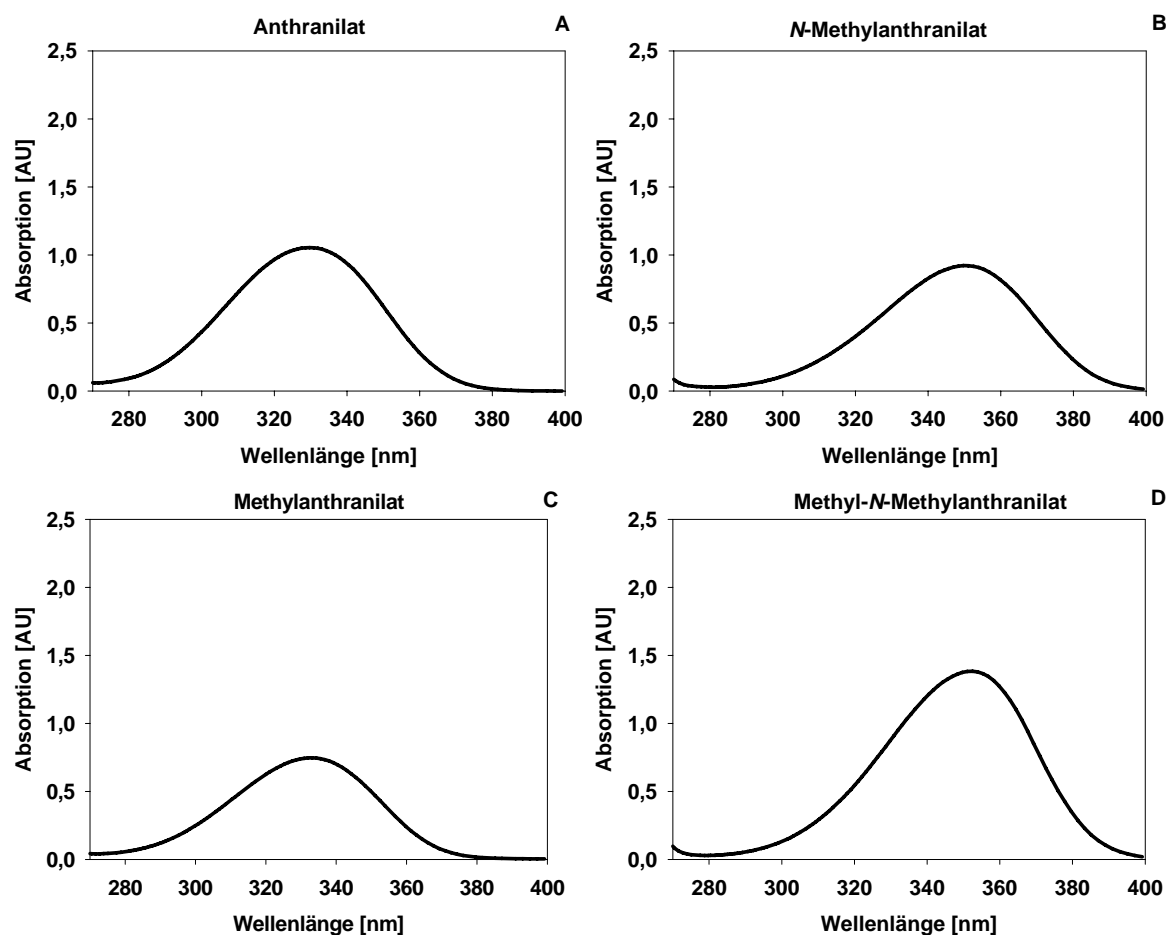 Anthranilat A
2,5
2,0
1,5
1,0
0,5
0,0
Absorption [AU]
280 300 320 340 360 380 400
Wellenlänge [nm]
N-Methylanthranilat B
2,5
2,0
1,5
1,0
0,5
0,0
Absorption [AU]
280 300 320 340 360 380 400
Wellenlänge [nm]
Methylanthranilat C
2,5
2,0
1,5
1,0
0,5
0,0
Absorption [AU]
280 300 320 340 360 380 400
Wellenlänge [nm]
Methyl-N-Methylanthranilat D
2,5
2,0
1,5
1,0
0,5
0,0
Absorption [AU]
280 300 320 340 360 380 400
Wellenlänge [nm]